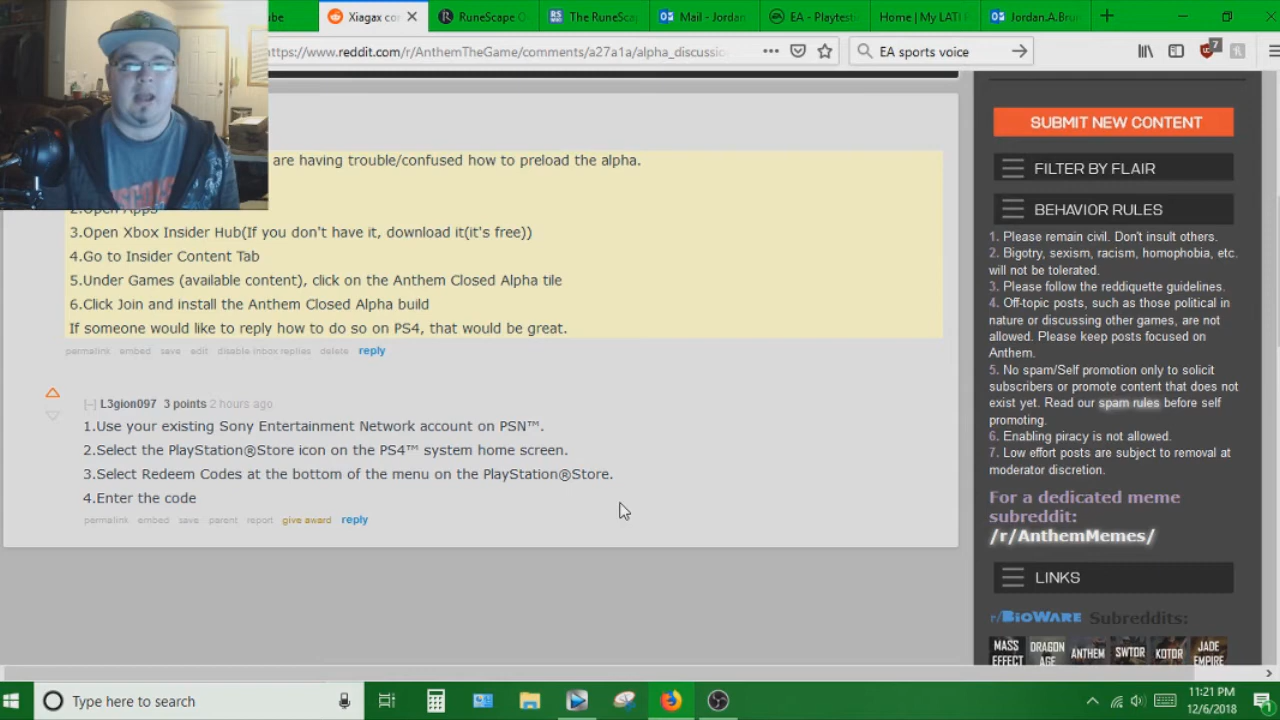 be
Xiagax co
RuneScape O
The RuneSca
Mail - Jordan
EA - Playtest
Home | My LATI
Jordan.A.Bru
https://www.reddit.com/r/AnthemTheGame/comments/a27a1a/alpha_discussio
EA sports voice
7
are having trouble/confused how to preload the alpha.
2.Open Apps
3.Open Xbox Insider Hub(If you don't have it, download it(it's free))
4.Go to Insider Content Tab
5.Under Games (available content), click on the Anthem Closed Alpha tile
6.Click Join and install the Anthem Closed Alpha build
If someone would like to reply how to do so on PS4, that would be great.
permalink embed save edit disable inbox replies delete reply
[–] L3gion097 3 points 2 hours ago
1.Use your existing Sony Entertainment Network account on PSN™.
2.Select the PlayStation®Store icon on the PS4™ system home screen.
3.Select Redeem Codes at the bottom of the menu on the PlayStation®Store.
4.Enter the code
permalink embed save parent report give award reply
SUBMIT NEW CONTENT
FILTER BY FLAIR
BEHAVIOR RULES
1. Please remain civil. Don't insult others.
2. Bigotry, sexism, racism, homophobia, etc.
will not be tolerated.
3. Please follow the reddiquette guidelines.
4. Off-topic posts, such as those political in
nature or discussing other games, are not
allowed. Please keep posts focused on
Anthem.
5. No spam/Self promotion only to solicit
subscribers or promote content that does not
exist yet. Read our spam rules before self
promoting.
6. Enabling piracy is not allowed.
7. Low effort posts are subject to removal at
moderator discretion.
For a dedicated meme
subreddit:
/r/AnthemMemes/
LINKS
r/BIOWARE Subreddits:
MASS EFFECT
DRAGON AGE
ANTHEM
SWTOR
KOTOR
JADE EMPIRE
Type here to search
11:21 PM
12/6/2018
1